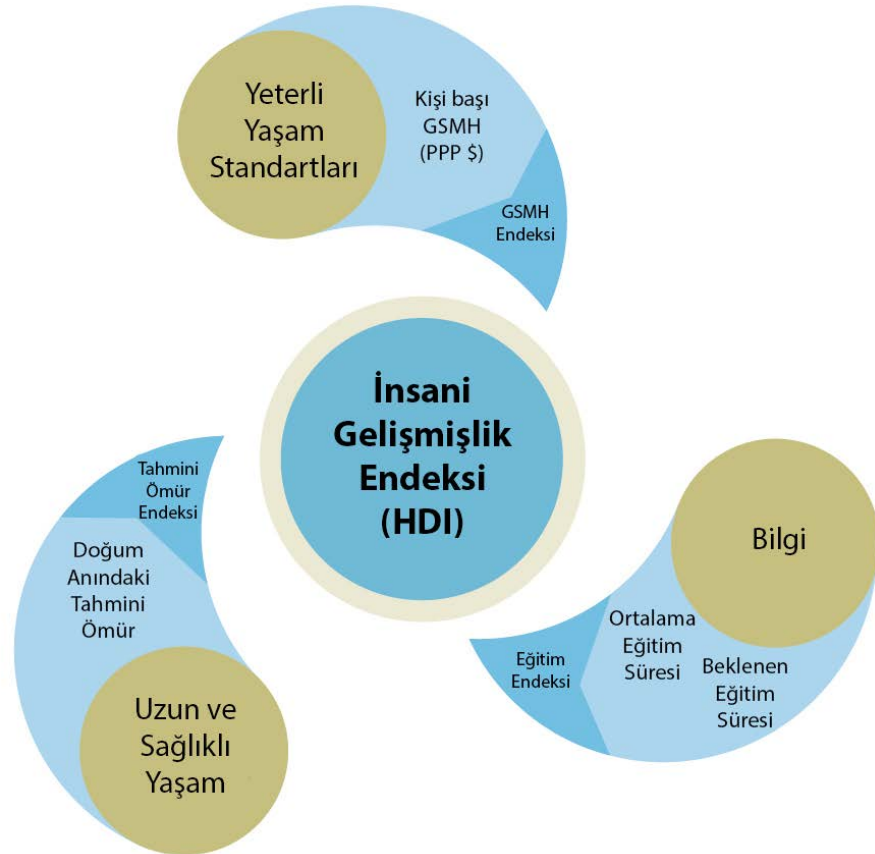 Yeterli
Yaşam
Standartları
Kişi başı
GSMH
(PPP $)
GSMH
Endeksi
İnsani
Gelişmişlik
Endeksi
(HDI)
Tahmini
Ömür
Endeksi
Doğum
Anındaki
Tahmini
Ömür
Uzun ve
Sağlıklı
Yaşam
Bilgi
Ortalama
Eğitim
Süresi
Beklenen
Eğitim
Süresi
Eğitim
Endeksi